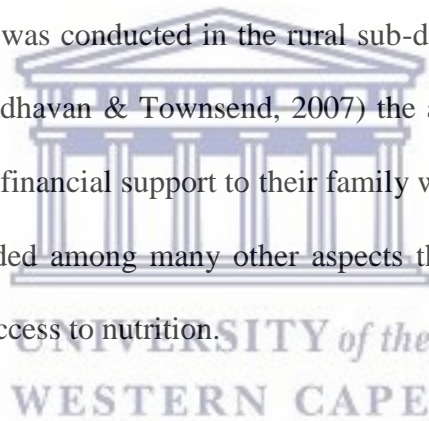 was conducted in the rural sub-d
dhavan & Townsend, 2007) the a
financial support to their family w
ded among many other aspects th
ccess to nutrition.
UNIVERSITY of the
WESTERN CAPE